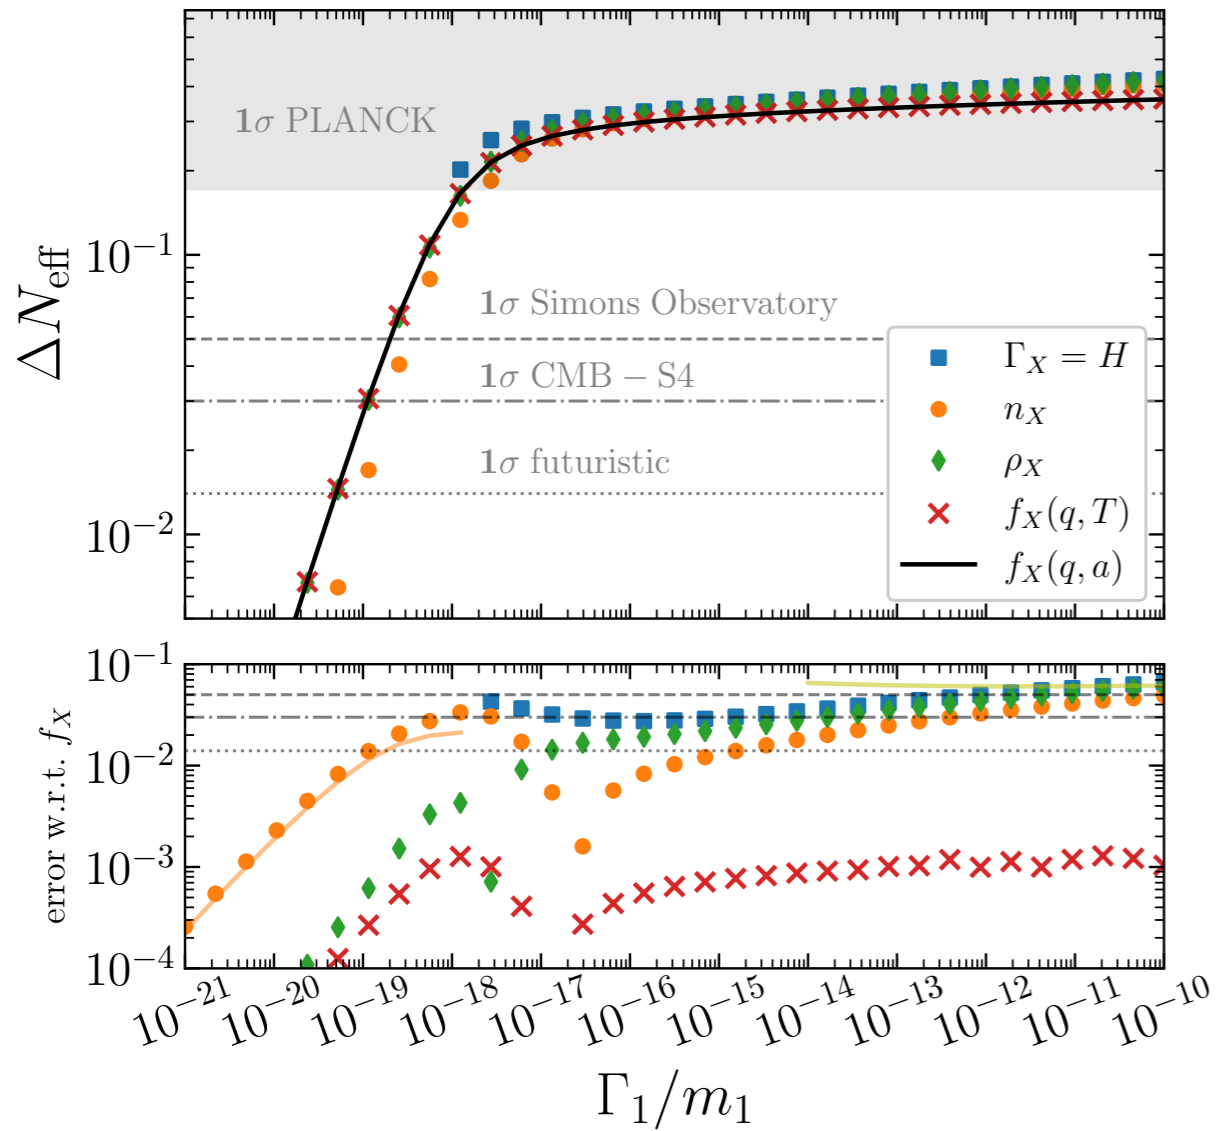 1σ PLANCK
10⁻¹
ΔN_eff
1σ Simons Observatory
1σ CMB − S4
1σ futuristic
10⁻²
Γ_X = H
n_X
ρ_X
f_X(q, T)
f_X(q, a)
10⁻¹
10⁻²
10⁻³
10⁻⁴
error w.r.t. f_X
10⁻²¹ 10⁻²⁰ 10⁻¹⁹ 10⁻¹⁸ 10⁻¹⁷ 10⁻¹⁶ 10⁻¹⁵ 10⁻¹⁴ 10⁻¹³ 10⁻¹² 10⁻¹¹ 10⁻¹⁰
Γ₁/m₁